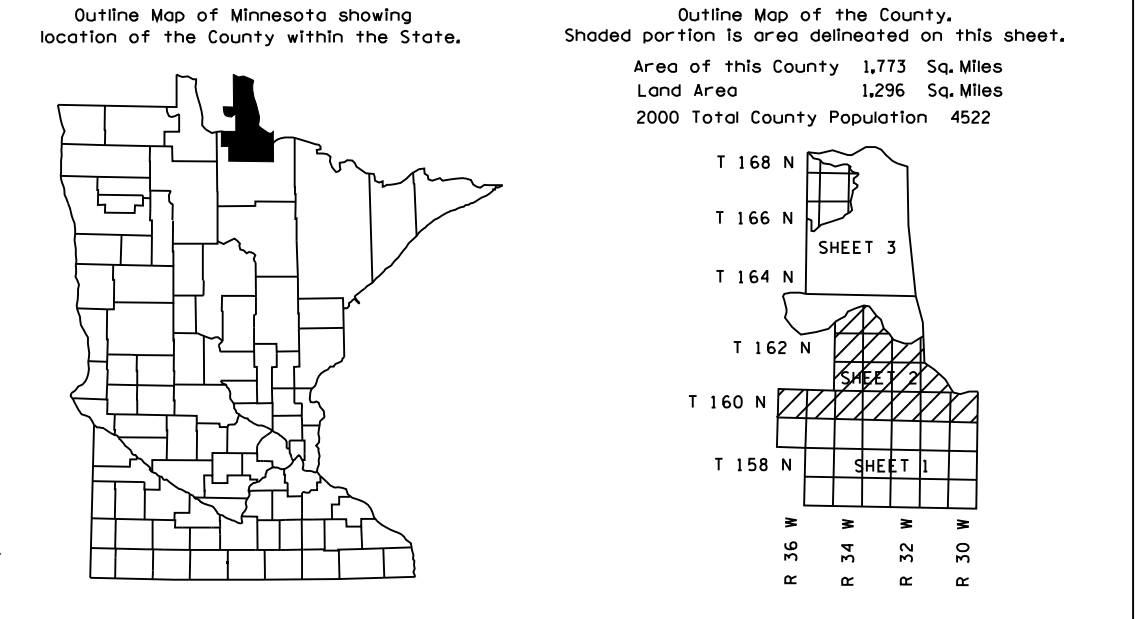 Outline Map of Minnesota showing
location of the County within the State.
Outline Map of the County.
Shaded portion is area delineated on this sheet.
Area of this County 1,773 Sq. Miles
Land Area 1,296 Sq. Miles
2000 Total County Population 4522
T 168 N
T 166 N
SHEET 3
T 164 N
T 162 N
SHEET 2
T 160 N
T 158 N
SHEET 1
R 36 W
R 34 W
R 32 W
R 30 W